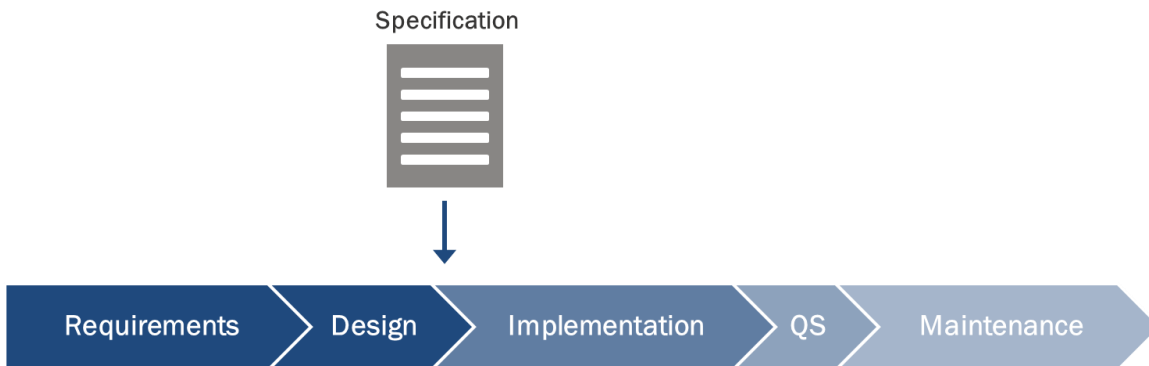 Specification
Requirements
Design
Implementation
QS
Maintenance